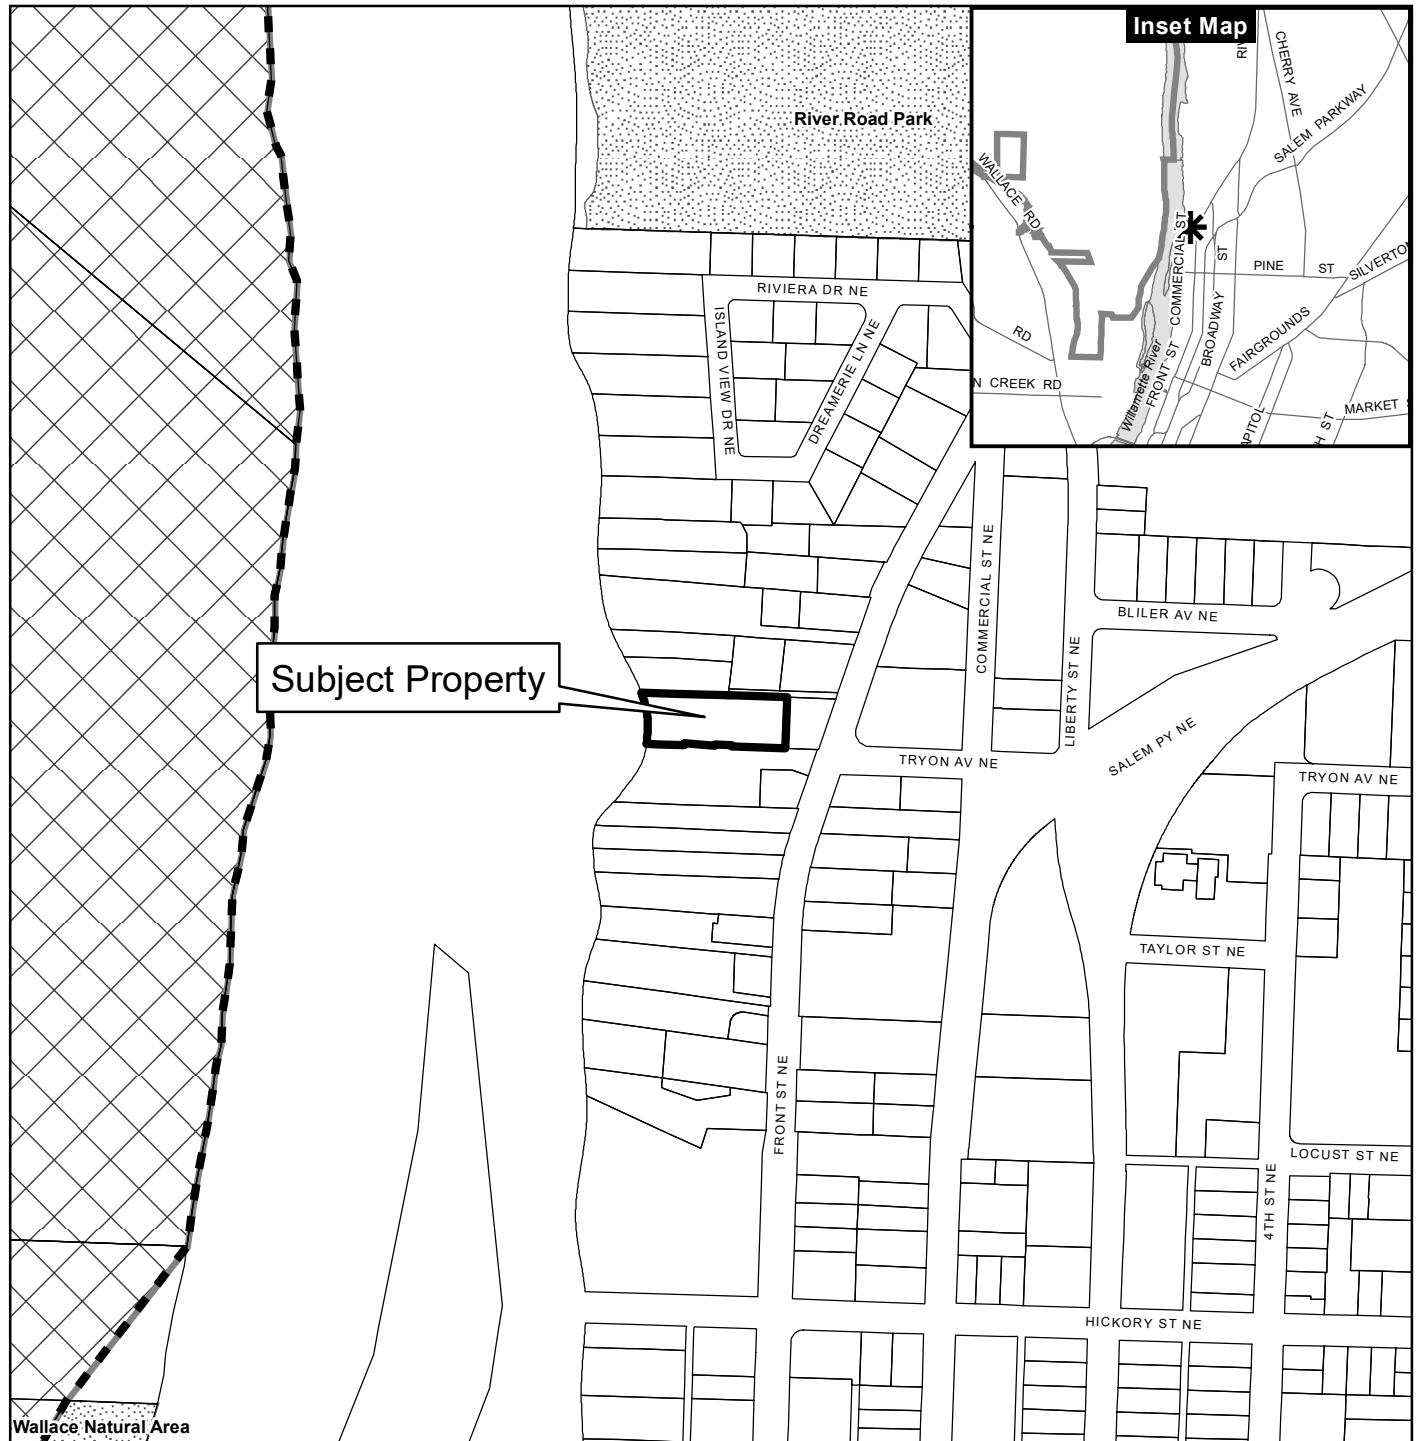 Inset Map
RIV
CHERRY AVE
SALEM PARKWAY
WALLACE RD
COMMERCIAL ST
PINE ST
SILVERTO
BROADWAY ST
FAIRGROUNDS
RD
FRONT ST
Willamette River
N CREEK RD
MARKET S
APITOL
H ST
River Road Park
RIVIERA DR NE
ISLAND VIEW DR NE
DREAMERIE LN NE
COMMERCIAL ST NE
BLILER AV NE
LIBERTY ST NE
Subject Property
SALEM PY NE
TRYON AV NE
TRYON AV NE
TAYLOR ST NE
FRONT ST NE
LOCUST ST NE
4TH ST NE
HICKORY ST NE
Wallace Natural Area